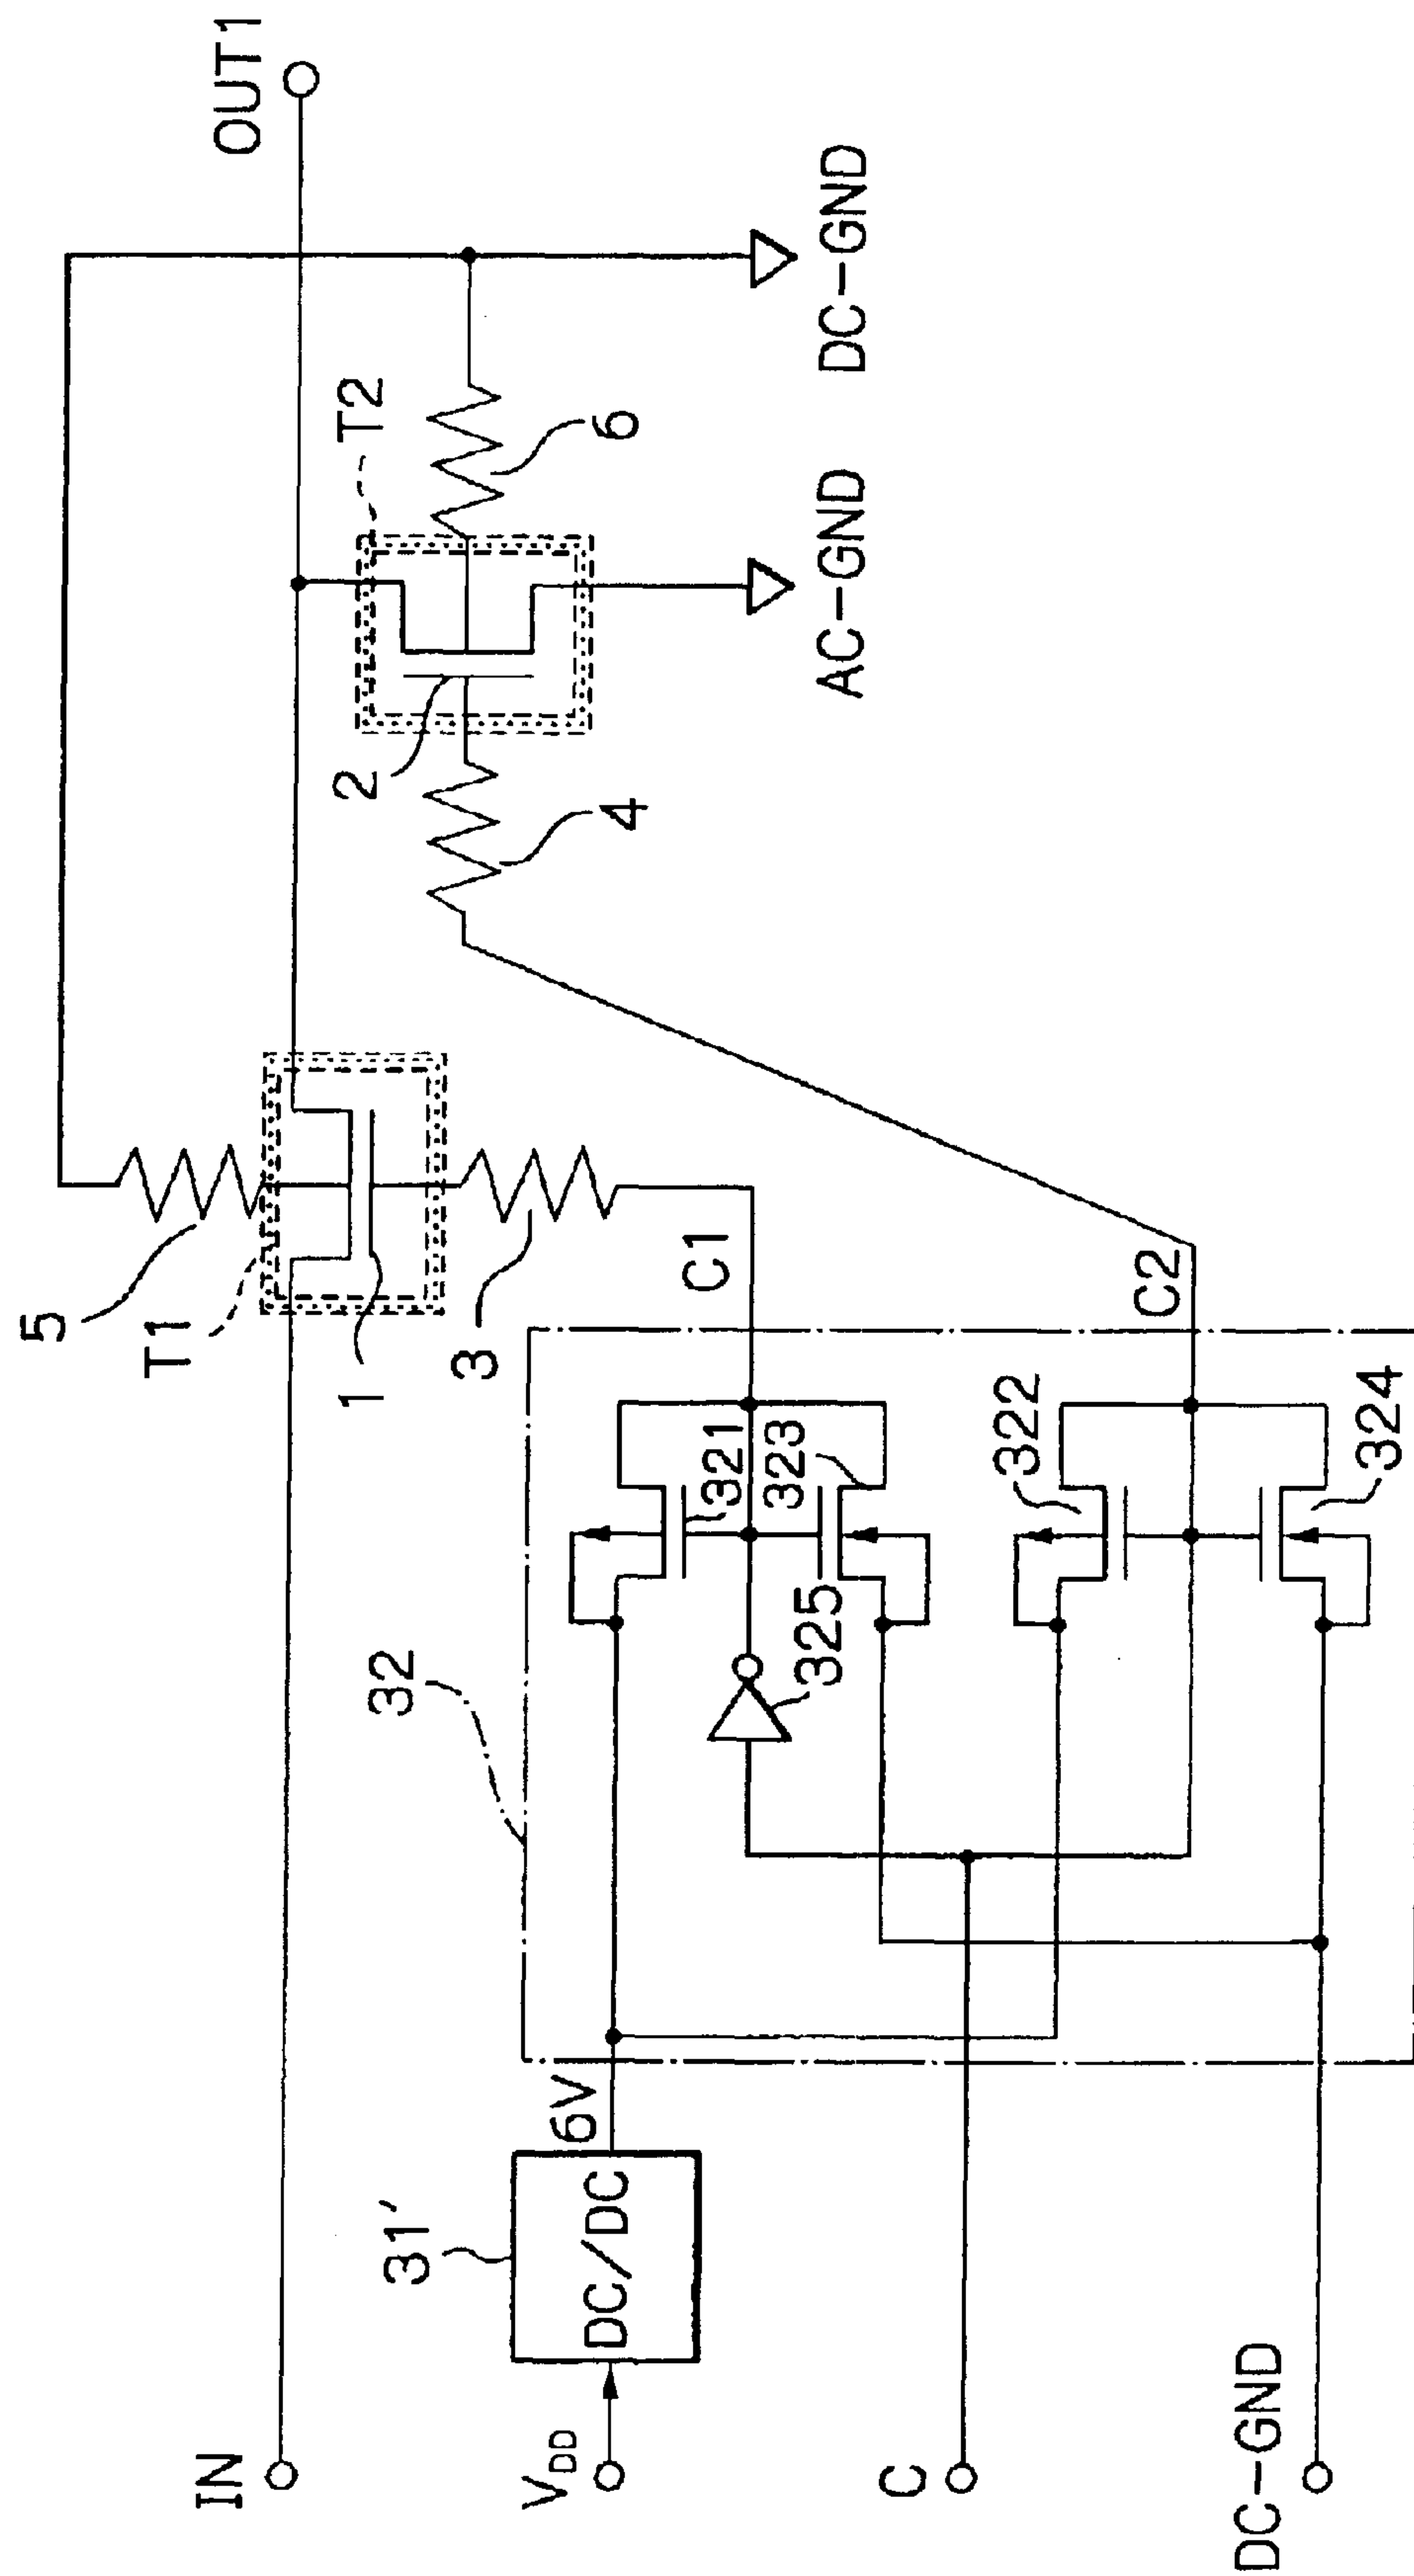 IN
OUT1
5
T1
1
3
T2
2
6
4
DC-GND
AC-GND
C1
C2
32
31'
DC/DC
6V
VDD
321
323
325
322
324
C
DC-GND